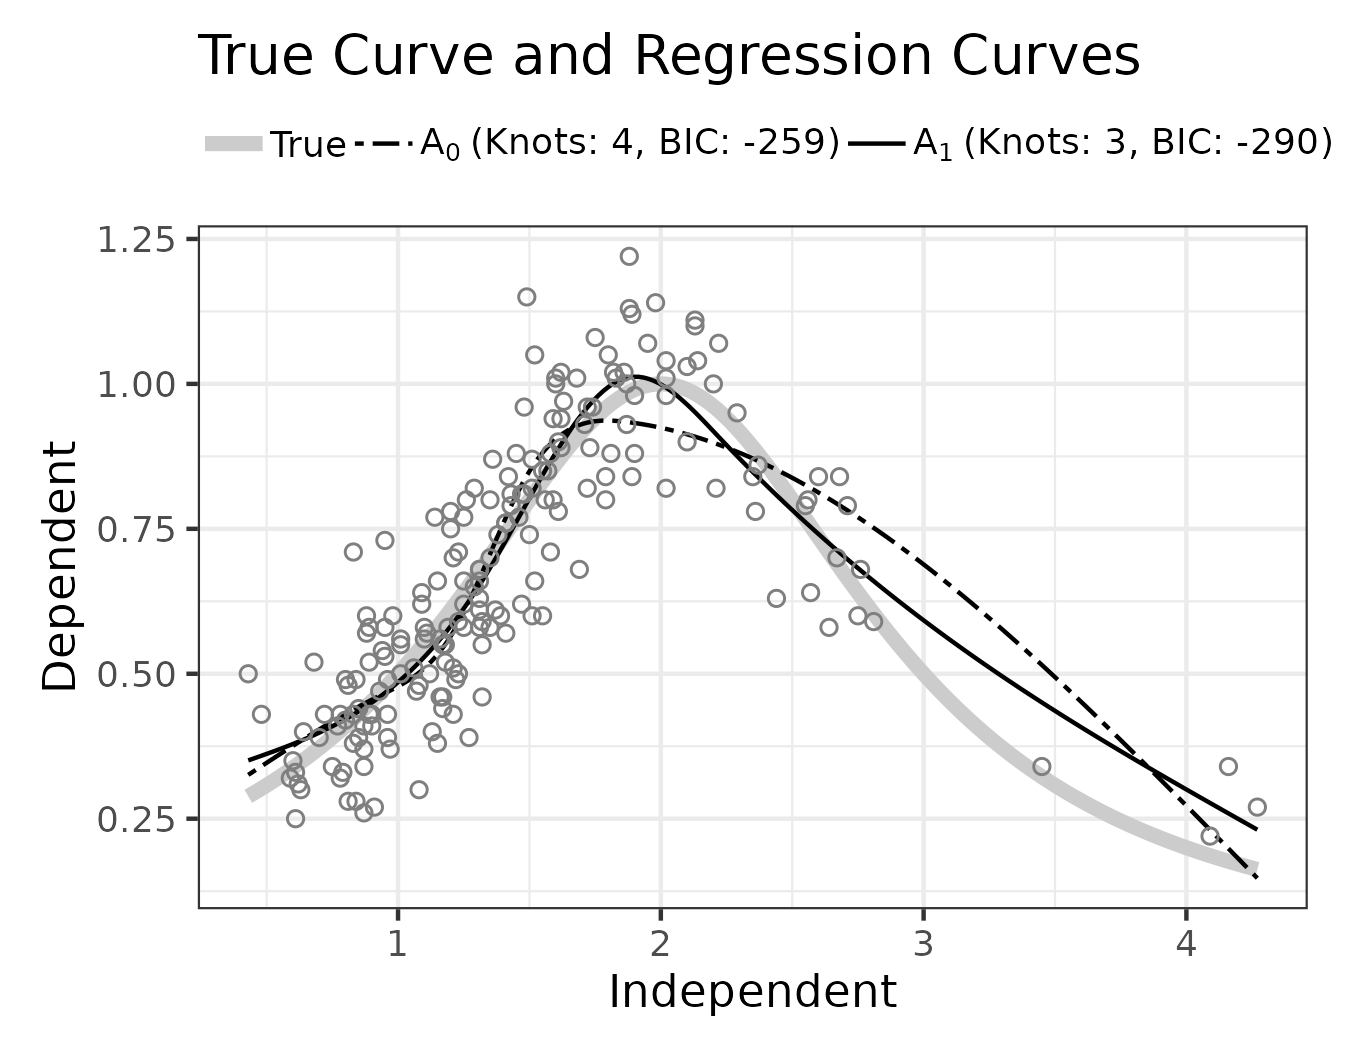 True Curve and Regression Curves
True A₀ (Knots: 4, BIC: -259) A₁ (Knots: 3, BIC: -290)
1.25
1.00
0.75
0.50
0.25
Dependent
1 2 3 4
Independent